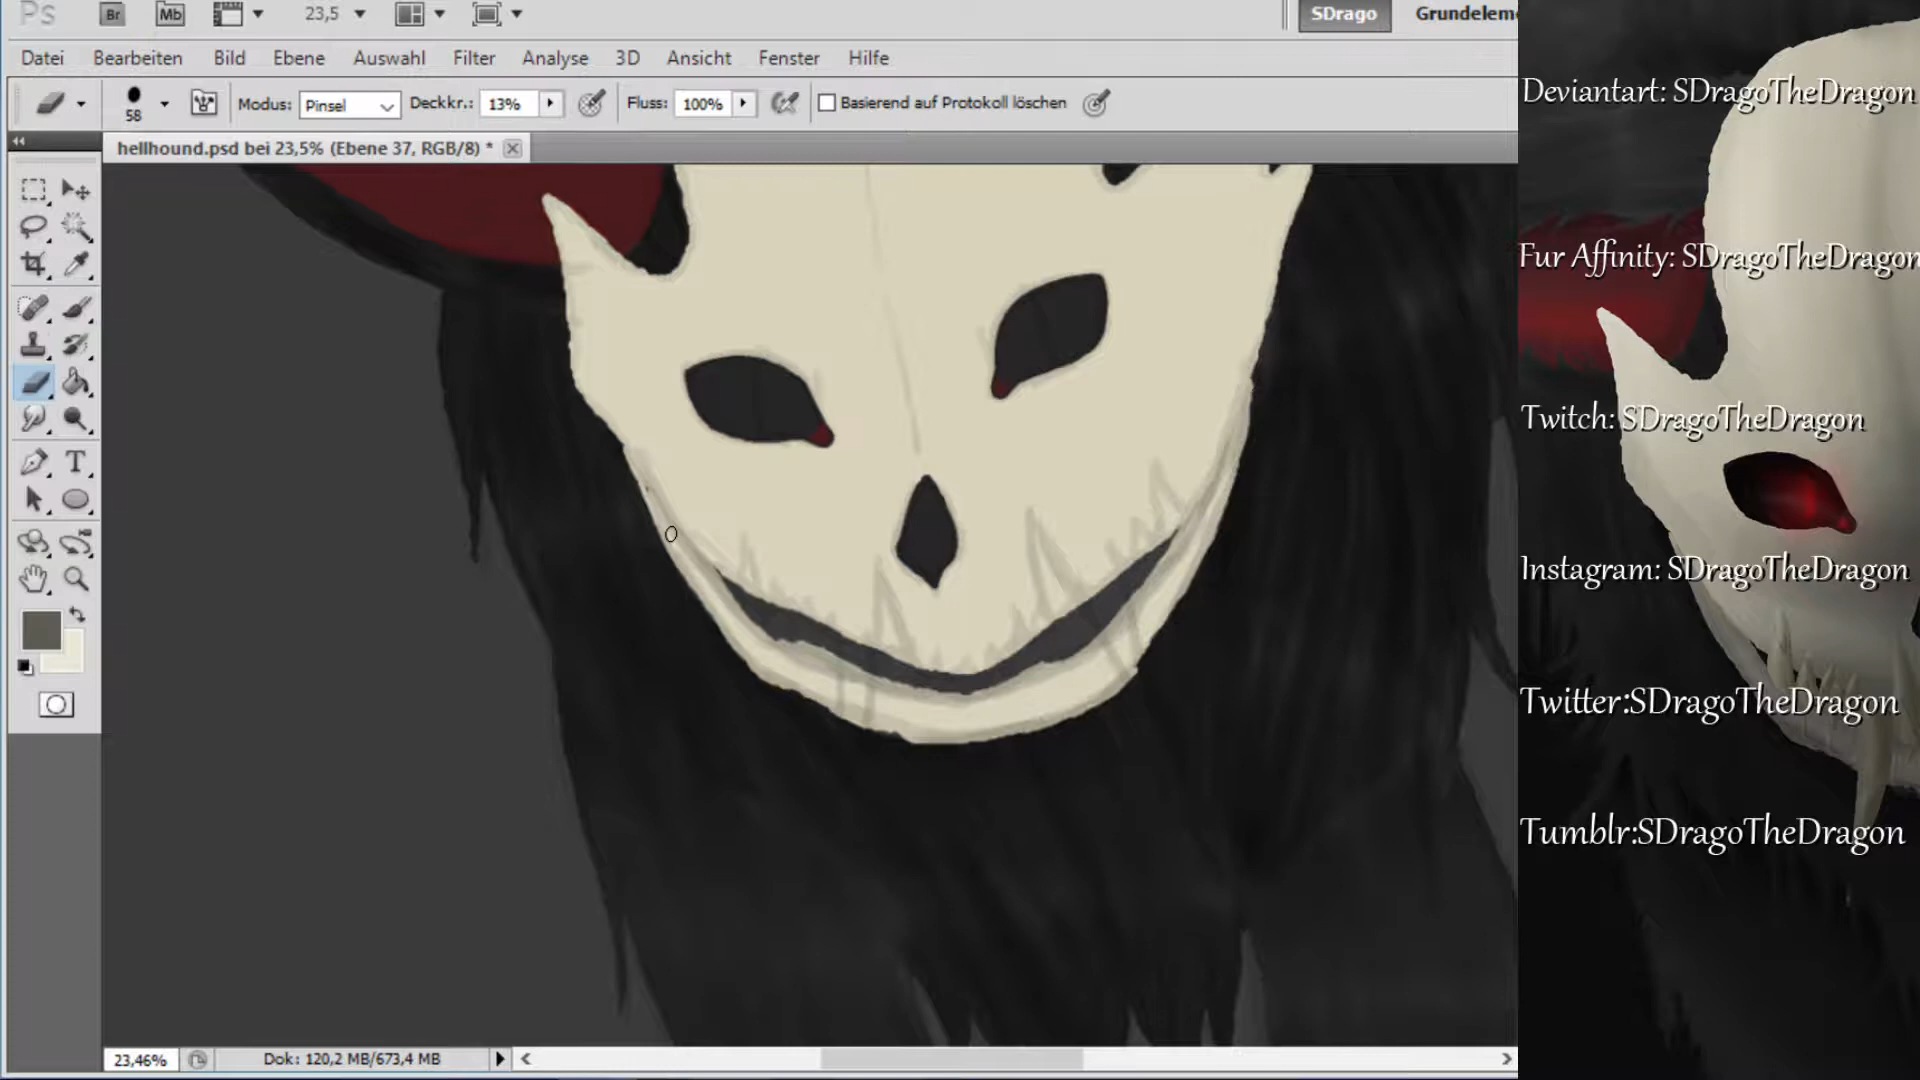 Ps Br Mb 23,5 SDrago Grundeleme
Datei Bearbeiten Bild Ebene Auswahl Filter Analyse 3D Ansicht Fenster Hilfe
58 Modus: Pinsel Deckkr.: 13% Fluss: 100% Basierend auf Protokoll löschen
hellhound.psd bei 23,5% (Ebene 37, RGB/8) *
T
23,46% Dok: 120,2 MB/673,4 MB
Deviantart: SDragoTheDragon
Fur Affinity: SDragoTheDragon
Twitch: SDragoTheDragon
Instagram: SDragoTheDragon
Twitter:SDragoTheDragon
Tumblr:SDragoTheDragon